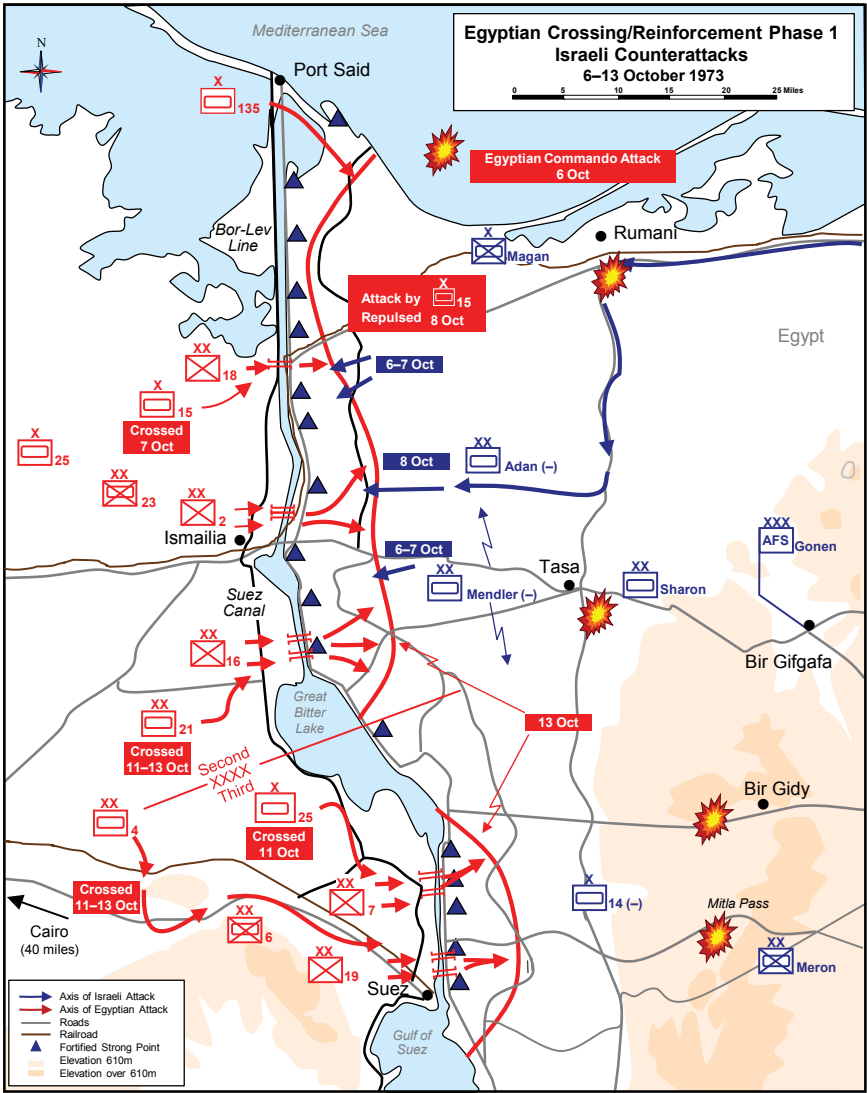 Egyptian Crossing/Reinforcement Phase 1
Israeli Counterattacks
6–13 October 1973
0 5 10 15 20 25 Miles
N
Mediterranean Sea
Port Said
X
135
Egyptian Commando Attack
6 Oct
Bor-Lev
Line
X
Magan
Rumani
Attack by X 15
Repulsed 8 Oct
Egypt
XX
18
6–7 Oct
X
15
Crossed
7 Oct
X
25
XX
23
8 Oct
XX
Adan (–)
XX
2
Ismailia
XXX
AFS
Gonen
6–7 Oct
Tasa
XX
Mendler (–)
XX
Sharon
Suez
Canal
XX
16
Bir Gifgafa
Great
Bitter
Lake
XX
21
Crossed
11–13 Oct
13 Oct
Second
XXXX
Third
XX
4
X
25
Crossed
11 Oct
Bir Gidy
Crossed
11–13 Oct
XX
7
X
14 (–)
Mitla Pass
Cairo
(40 miles)
XX
6
XX
19
XX
Meron
Suez
Gulf of
Suez
Axis of Israeli Attack
Axis of Egyptian Attack
Roads
Railroad
Fortified Strong Point
Elevation 610m
Elevation over 610m